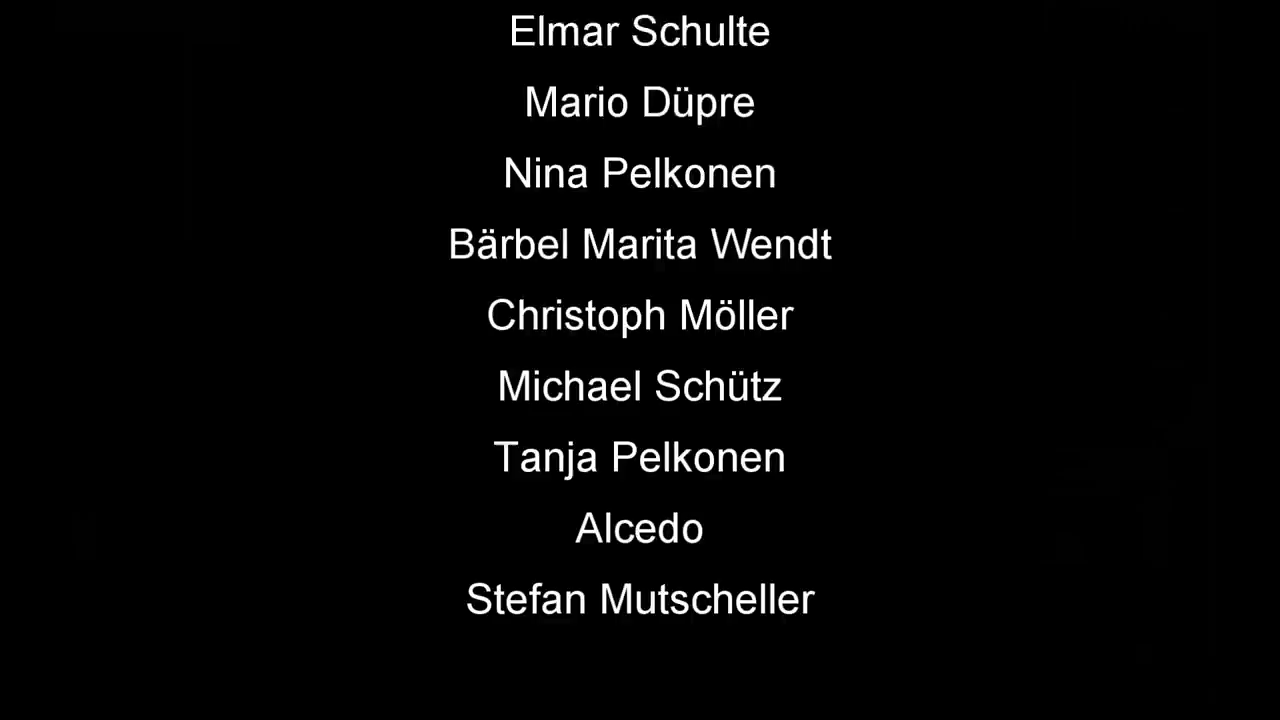 Elmar Schulte
Mario Düpre
Nina Pelkonen
Bärbel Marita Wendt
Christoph Möller
Michael Schütz
Tanja Pelkonen
Alcedo
Stefan Mutscheller